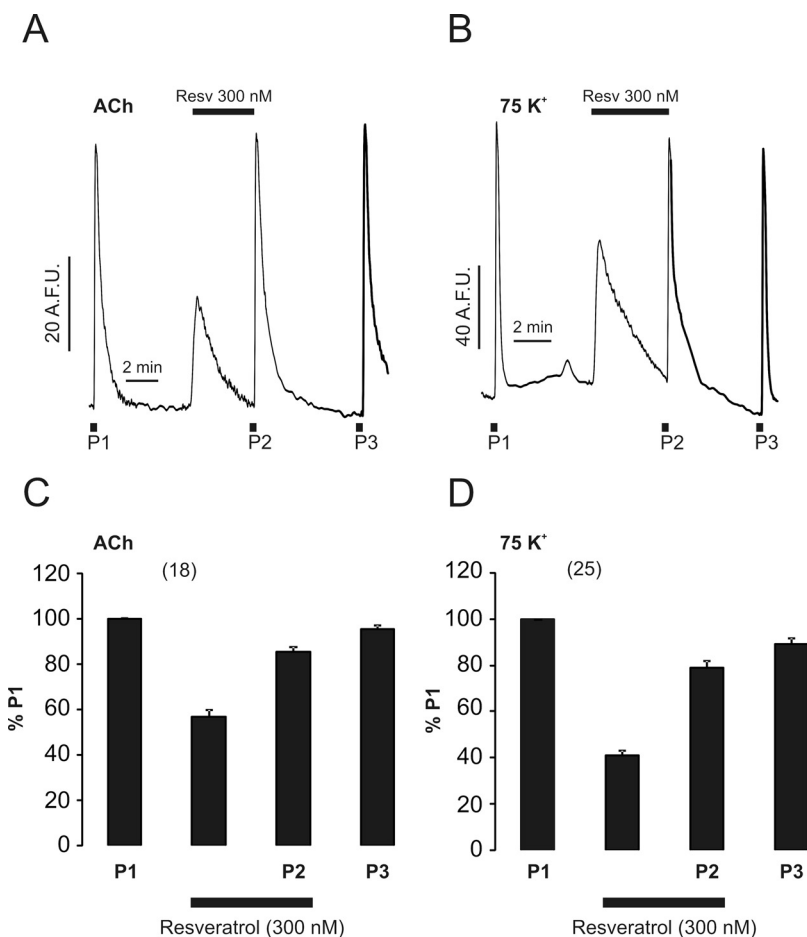 A
ACh
Resv 300 nM
20 A.F.U.
2 min
P1 P2 P3
B
75 K⁺
Resv 300 nM
40 A.F.U.
2 min
P1 P2 P3
C
ACh
(18)
% P1
120
100
80
60
40
20
0
P1 P2 P3
Resveratrol (300 nM)
D
75 K⁺
(25)
% P1
120
100
80
60
40
20
0
P1 P2 P3
Resveratrol (300 nM)